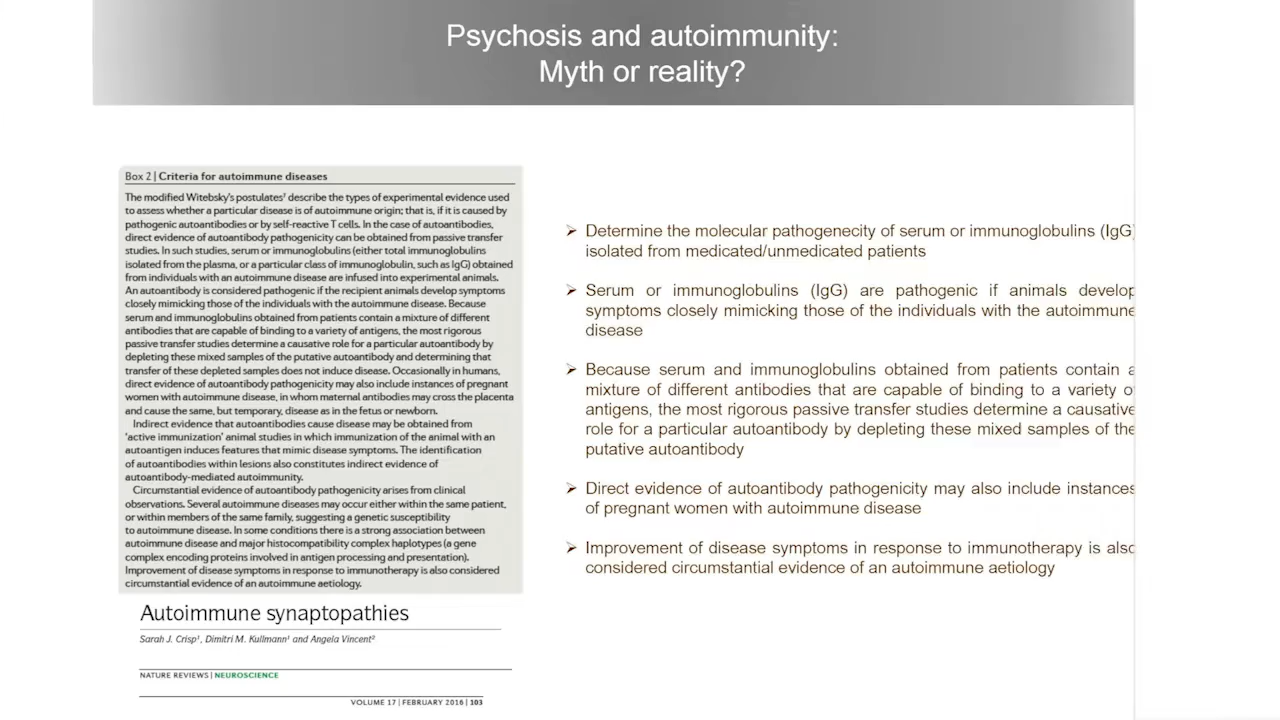 Psychosis and autoimmunity:
Myth or reality?
Box 2 | Criteria for autoimmune diseases
The modified Witebsky's postulates⁷ describe the types of experimental evidence used
to assess whether a particular disease is of autoimmune origin; that is, if it is caused by
pathogenic autoantibodies or by self-reactive T cells. In the case of autoantibodies,
direct evidence of autoantibody pathogenicity can be obtained from passive transfer
studies. In such studies, serum or immunoglobulins (either total immunoglobulins
isolated from the plasma, or a particular class of immunoglobulin, such as IgG) obtained
from individuals with an autoimmune disease are infused into experimental animals.
An autoantibody is considered pathogenic if the recipient animals develop symptoms
closely mimicking those of the individuals with the autoimmune disease. Because
serum and immunoglobulins obtained from patients contain a mixture of different
antibodies that are capable of binding to a variety of antigens, the most rigorous
passive transfer studies determine a causative role for a particular autoantibody by
depleting these mixed samples of the putative autoantibody and determining that
transfer of these depleted samples does not induce disease. Occasionally in humans,
direct evidence of autoantibody pathogenicity may also include instances of pregnant
women with autoimmune disease, in whom maternal antibodies may cross the placenta
and cause the same, but temporary, disease as in the fetus or newborn.
Indirect evidence that autoantibodies cause disease may be obtained from
'active immunization' animal studies in which immunization of the animal with an
autoantigen induces features that mimic disease symptoms. The identification
of autoantibodies within lesions also constitutes indirect evidence of
autoantibody-mediated autoimmunity.
Circumstantial evidence of autoantibody pathogenicity arises from clinical
observations. Several autoimmune diseases may occur either within the same patient,
or within members of the same family, suggesting a genetic susceptibility
to autoimmune disease. In some conditions there is a strong association between
autoimmune disease and major histocompatibility complex haplotypes (a gene
complex encoding proteins involved in antigen processing and presentation).
Improvement of disease symptoms in response to immunotherapy is also considered
circumstantial evidence of an autoimmune aetiology.
Autoimmune synaptopathies
Sarah J. Crisp¹, Dimitri M. Kullmann¹ and Angela Vincent²
NATURE REVIEWS | NEUROSCIENCE
VOLUME 17 | FEBRUARY 2016 | 103
➢ Determine the molecular pathogenecity of serum or immunoglobulins (IgG)
isolated from medicated/unmedicated patients
➢ Serum or immunoglobulins (IgG) are pathogenic if animals develop
symptoms closely mimicking those of the individuals with the autoimmune
disease
➢ Because serum and immunoglobulins obtained from patients contain a
mixture of different antibodies that are capable of binding to a variety of
antigens, the most rigorous passive transfer studies determine a causative
role for a particular autoantibody by depleting these mixed samples of the
putative autoantibody
➢ Direct evidence of autoantibody pathogenicity may also include instances
of pregnant women with autoimmune disease
➢ Improvement of disease symptoms in response to immunotherapy is also
considered circumstantial evidence of an autoimmune aetiology